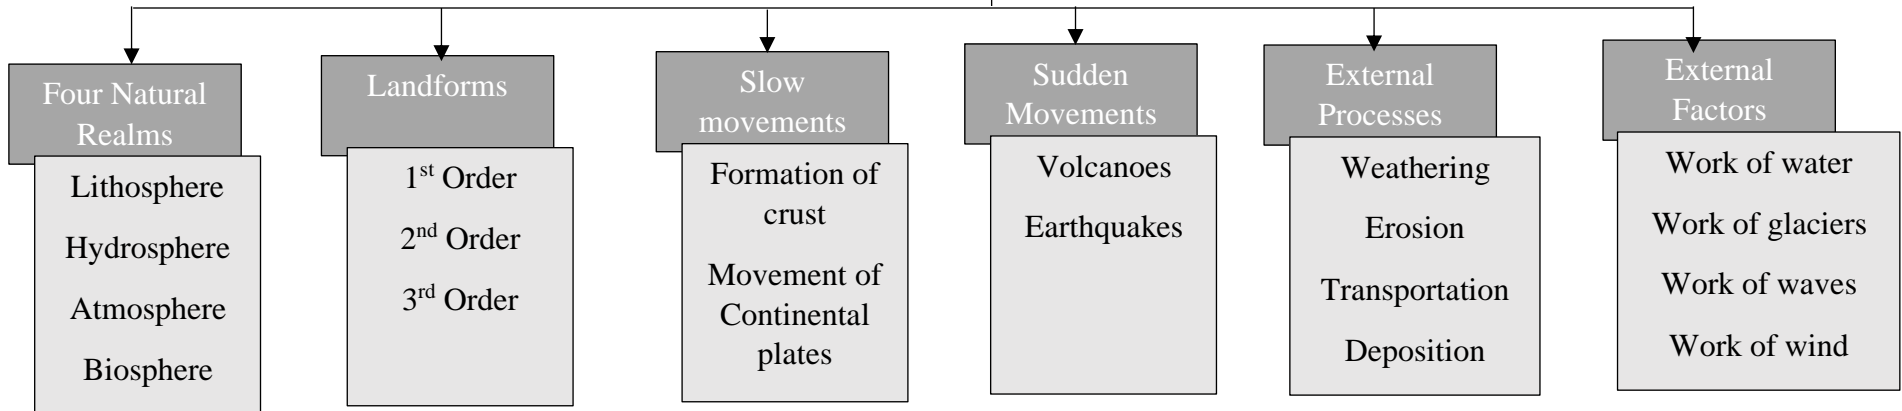 Four Natural
Realms
Lithosphere
Hydrosphere
Atmosphere
Biosphere
Landforms
1st Order
2nd Order
3rd Order
Slow
movements
Formation of
crust
Movement of
Continental
plates
Sudden
Movements
Volcanoes
Earthquakes
External
Processes
Weathering
Erosion
Transportation
Deposition
External
Factors
Work of water
Work of glaciers
Work of waves
Work of wind